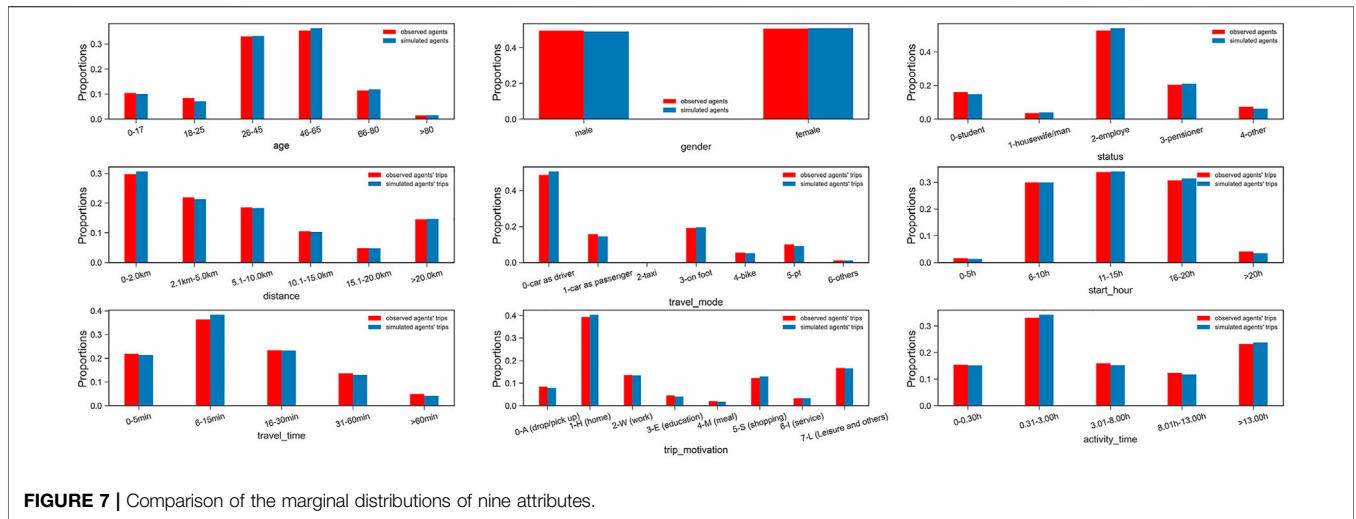 Proportions
0.3
0.2
0.1
0.0
observed agents
simulated agents
0-17
18-25
26-45
46-65
66-80
>80
age
Proportions
0.4
0.2
0.0
observed agents
simulated agents
male
female
gender
Proportions
0.4
0.2
0.0
observed agents
simulated agents
0-student
1-housewife/man
2-employe
3-pensioner
4-other
status
Proportions
0.3
0.2
0.1
0.0
observed agents' trips
simulated agents' trips
0-2.0km
2.1km-5.0km
5.1-10.0km
10.1-15.0km
15.1-20.0km
>20.0km
distance
Proportions
0.4
0.2
0.0
observed agents' trips
simulated agents' trips
0-car as driver
1-car as passenger
2-taxi
3-on foot
4-bike
5-pt
6-others
travel_mode
Proportions
0.3
0.2
0.1
0.0
observed agents' trips
simulated agents' trips
0-5h
6-10h
11-15h
16-20h
>20h
start_hour
Proportions
0.4
0.3
0.2
0.1
0.0
observed agents' trips
simulated agents' trips
0-5min
6-15min
16-30min
31-60min
>60min
travel_time
Proportions
0.4
0.3
0.2
0.1
0.0
observed agents' trips
simulated agents' trips
0-A (drop/pick up)
1-H (home)
2-W (work)
3-E (education)
4-M (meal)
5-S (shopping)
6-I (service)
7-L (Leisure and others)
trip_motivation
Proportions
0.3
0.2
0.1
0.0
observed agents' trips
simulated agents' trips
0-0.30h
0.31-3.00h
3.01-8.00h
8.01h-13.00h
>13.00h
activity_time
FIGURE 7 | Comparison of the marginal distributions of nine attributes.